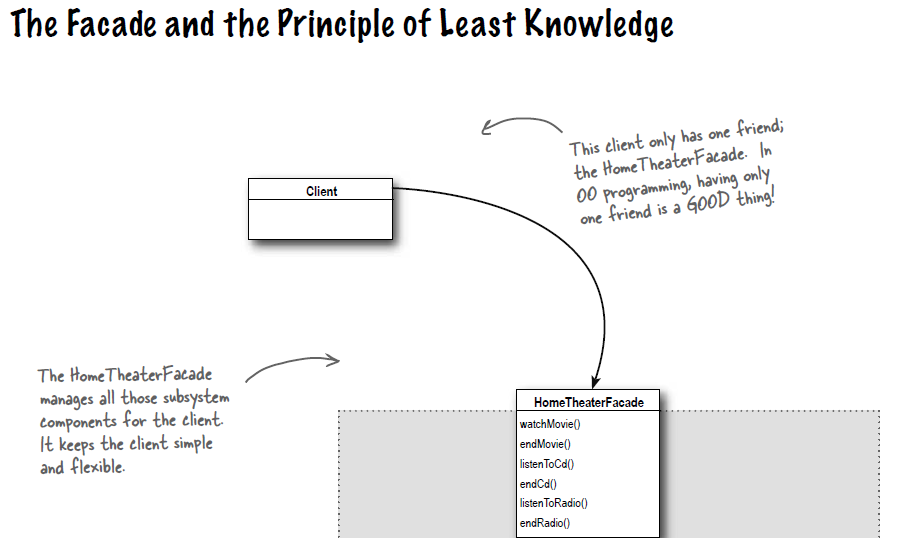 The Facade and the Principle of Least Knowledge
This client only has one friend;
the HomeTheaterFacade. In
OO programming, having only
one friend is a GOOD thing!
Client
The HomeTheaterFacade
manages all those subsystem
components for the client.
It keeps the client simple
and flexible.
HomeTheaterFacade
watchMovie()
endMovie()
listenToCd()
endCd()
listenToRadio()
endRadio()